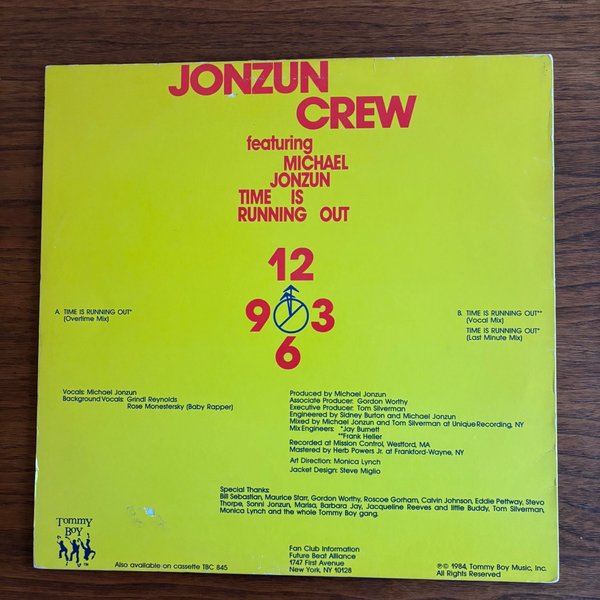 JONZUN
CREW
featuring
MICHAEL
JONZUN
TIME IS
RUNNING OUT
12
9 3
6
A. TIME IS RUNNING OUT*
(Overtime Mix)
B. TIME IS RUNNING OUT**
(Vocal Mix)
TIME IS RUNNING OUT*
(Last Minute Mix)
Vocals: Michael Jonzun
Background Vocals: Grindl Reynolds
Rose Monestersky (Baby Rapper)
Produced by Michael Jonzun
Associate Producer: Gordon Worthy
Executive Producer: Tom Silverman
Engineered by Sidney Burton and Michael Jonzun
Mixed by Michael Jonzun and Tom Silverman at Unique Recording, NY
Mix Engineers: *Jay Burnett
**Frank Heller
Recorded at Mission Control, Westford, MA
Mastered by Herb Powers Jr. at Frankford-Wayne, NY
Art Direction: Monica Lynch
Jacket Design: Steve Miglio
Special Thanks:
Bill Sebastian, Maurice Starr, Gordon Worthy, Roscoe Gorham, Calvin Johnson, Eddie Pettway, Stevo
Thorpe, Sonni Jonzun, Marisa, Barbara Jay, Jacqueline Reeves and little Buddy, Tom Silverman,
Monica Lynch and the whole Tommy Boy gang.
Tommy
Boy
TM
Also available on cassette TBC 845
Fan Club Information
Future Beat Alliance
1747 First Avenue
New York, NY 10128
℗© 1984, Tommy Boy Music, Inc.
All Rights Reserved